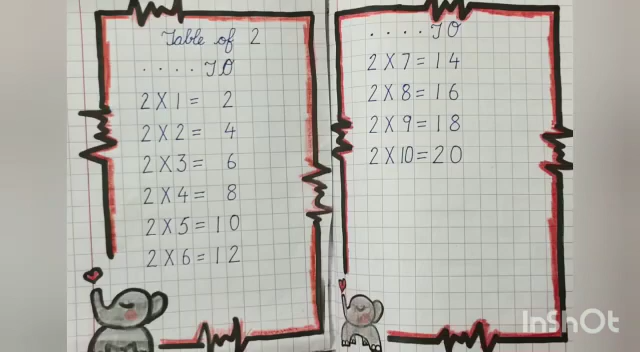 Table of 2
. . . . T O
2 X 1 = 2
2 X 2 = 4
2 X 3 = 6
2 X 4 = 8
2 X 5 = 1 0
2 X 6 = 1 2
. . . . T O
2 X 7 = 1 4
2 X 8 = 1 6
2 X 9 = 1 8
2 X 10 = 2 0
InShOt